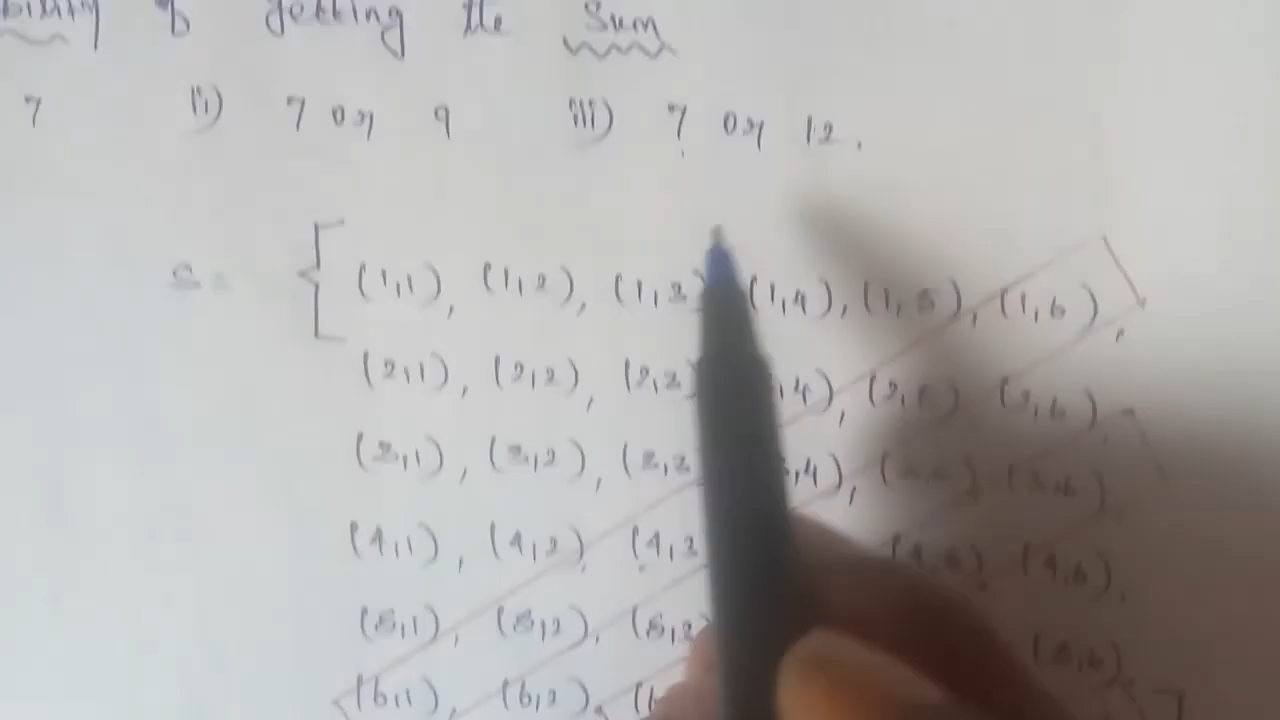 of getting the Sum
7 ii) 7 or 9 iii) 7 or 12.
S = { (1,1), (1,2), (1,3) (1,4), (1,5), (1,6),
(2,1), (2,2), (2,3) ,4), (2,5) (2,6),
(3,1), (3,2), (3,3 ,4), (3,6),
(4,1), (4,2), (4,3 (4,6),
(5,1), (5,2), (5,3) (5,6),
(6,1), (6,2), (6